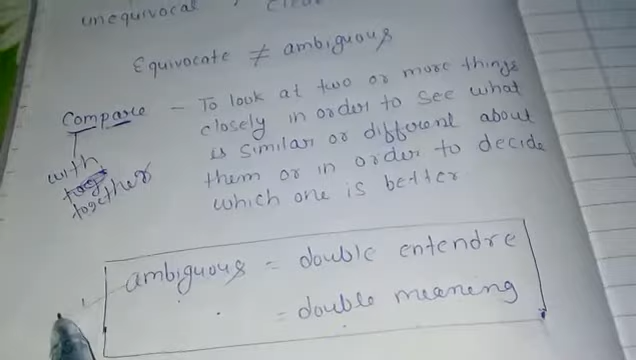 unequivocal, clear
Equivocate ≠ ambiguous
Compare - To look at two or more things
closely in order to see what
is similar or different about
them or in order to decide
which one is better
with
together
ambiguous = double entendre
= double meaning